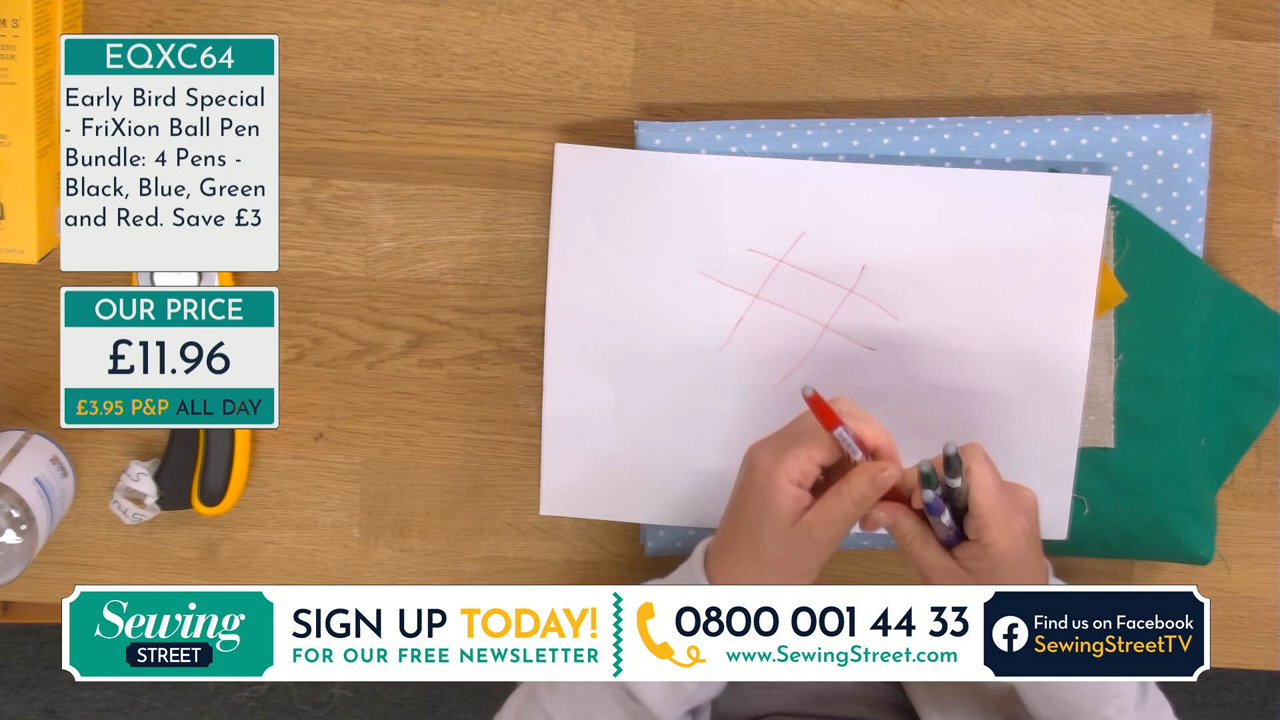 EQXC64
Early Bird Special
- FriXion Ball Pen
Bundle: 4 Pens -
Black, Blue, Green
and Red. Save £3
OUR PRICE
£11.96
£3.95 P&P ALL DAY
Sewing
STREET
SIGN UP TODAY!
FOR OUR FREE NEWSLETTER
0800 001 44 33
www.SewingStreet.com
Find us on Facebook
SewingStreetTV